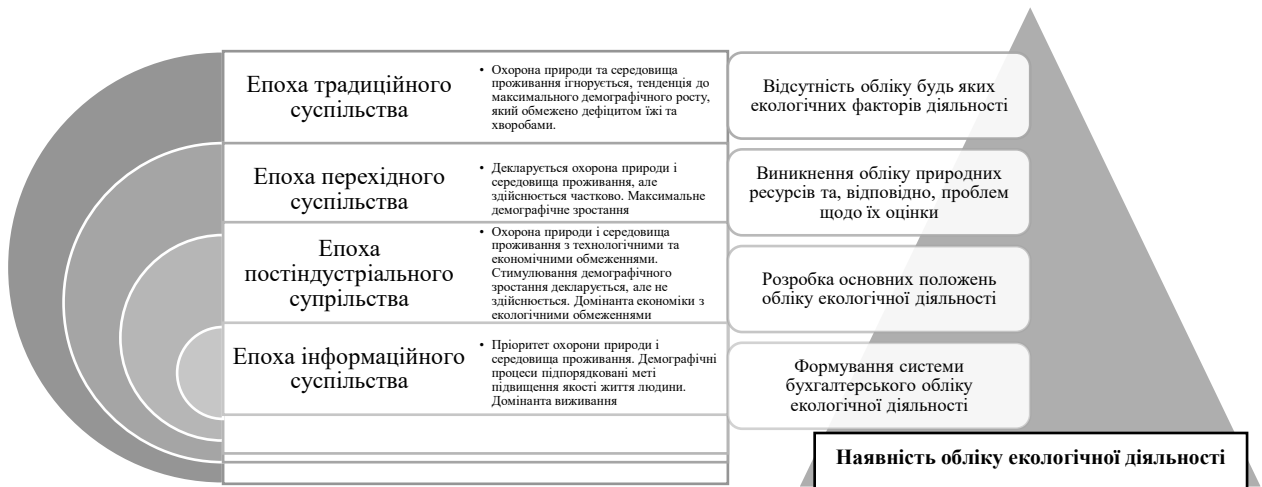 Епоха традиційного
суспільства
• Охорона природи та середовища
проживання ігнорується, тенденція до
максимального демографічного росту,
який обмежено дефіцитом їжі та
хворобами.
Відсутність обліку будь яких
екологічних факторів діяльності
Епоха перехідного
суспільства
• Декларується охорона природи і
середовища проживання, але
здійснюється частково. Максимальне
демографічне зростання
Виникнення обліку природних
ресурсів та, відповідно, проблем
щодо їх оцінки
Епоха
постіндустріального
супрільства
• Охорона природи і середовища
проживання з технологічними та
економічними обмеженнями.
Стимулювання демографічного
зростання декларується, але не
здійснюється. Домінанта економіки з
екологічними обмеженнями
Розробка основних положень
обліку екологічної діяльності
Епоха інформаційного
суспільства
• Пріоритет охорони природи і
середовища проживання. Демографічні
процеси підпорядковані меті
підвищення якості життя людини.
Домінанта виживання
Формування системи
бухгалтерського обліку
екологічної діяльності
Наявність обліку екологічної діяльності